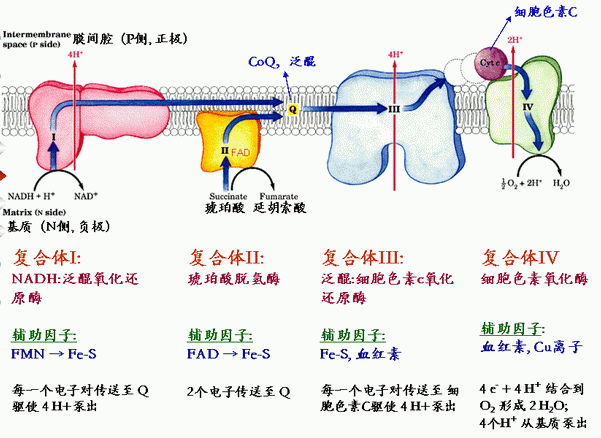 Intermembrane
space (P side)
膜间腔 (P侧, 正极)
细胞色素C
4H+
CoQ, 泛醌
4H+
2H+
Cyt c
Q
I
II
FAD
III
IV
NADH + H+
NAD+
Succinate
琥珀酸
Fumarate
延胡索酸
½O2 + 2H+
H2O
Matrix (N side)
基质 (N侧, 负极)
复合体I:
NADH:泛醌氧化还
原酶
辅助因子:
FMN → Fe-S
每一个电子对传送至 Q
驱使 4 H+泵出
复合体II:
琥珀酸脱氢酶
辅助因子:
FAD → Fe-S
2个电子传送至 Q
复合体III:
泛醌:细胞色素c氧化
还原酶
辅助因子:
Fe-S, 血红素
每一个电子对传送至 细
胞色素C驱使 4 H+泵出
复合体IV
细胞色素氧化酶
辅助因子:
血红素, Cu离子
4 e- + 4 H+ 结合到
O2 形成 2 H2O;
4个H+ 从基质泵出